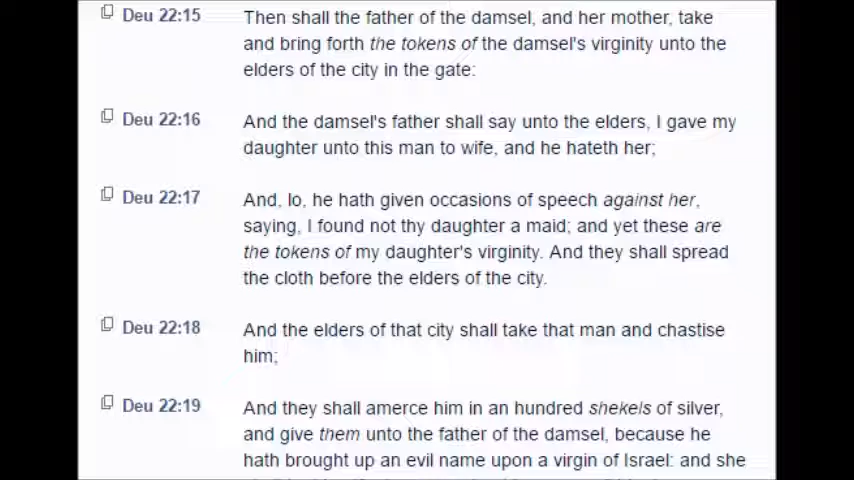 Deu 22:15 Then shall the father of the damsel, and her mother, take
and bring forth the tokens of the damsel's virginity unto the
elders of the city in the gate:
Deu 22:16 And the damsel's father shall say unto the elders, I gave my
daughter unto this man to wife, and he hateth her;
Deu 22:17 And, lo, he hath given occasions of speech against her,
saying, I found not thy daughter a maid; and yet these are
the tokens of my daughter's virginity. And they shall spread
the cloth before the elders of the city.
Deu 22:18 And the elders of that city shall take that man and chastise
him;
Deu 22:19 And they shall amerce him in an hundred shekels of silver,
and give them unto the father of the damsel, because he
hath brought up an evil name upon a virgin of Israel: and she